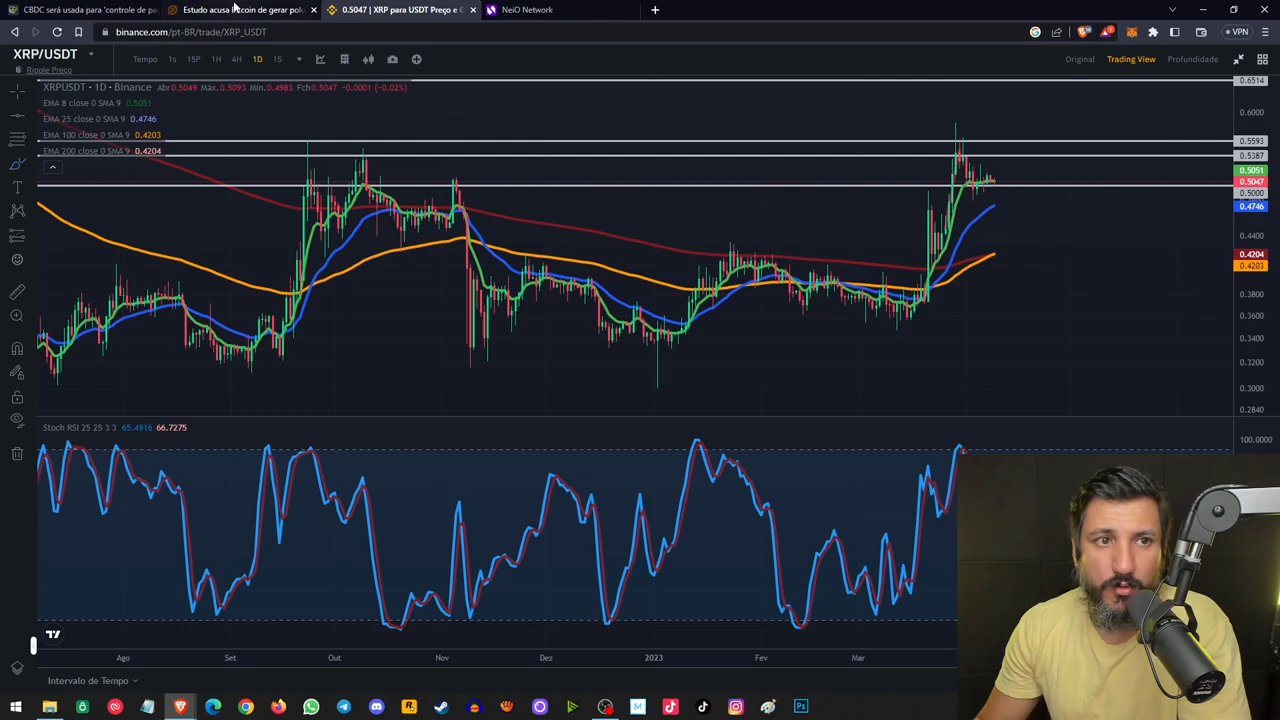 CBDC será usada para 'controle de pa
Estudo acusa Bitcoin de gerar polu
0.5047 | XRP para USDT Preço e G
NeiO Network
binance.com/pt-BR/trade/XRP_USDT
VPN
XRP/USDT
Ripple Preço
Tempo 1s 15P 1H 4H 1D 1S
Original Trading View Profundidade
XRPUSDT · 1D · Binance Abr0.5049 Máx.0.5093 Mín.0.4983 Fch0.5047 -0.0001 (-0.02%)
EMA 8 close 0 SMA 9 0.5051
EMA 25 close 0 SMA 9 0.4746
EMA 100 close 0 SMA 9 0.4203
EMA 200 close 0 SMA 9 0.4204
0.6514
0.6000
0.5593
0.5387
0.5051
0.5047
0.5000
0.4746
0.4400
0.4204
0.4203
0.3800
0.3600
0.3400
0.3200
0.3000
0.2840
Stoch RSI 25 25 3 3 65.4916 66.7275
100.0000
Ago Set Out Nov Dez 2023 Fev Mar
Intervalo de Tempo